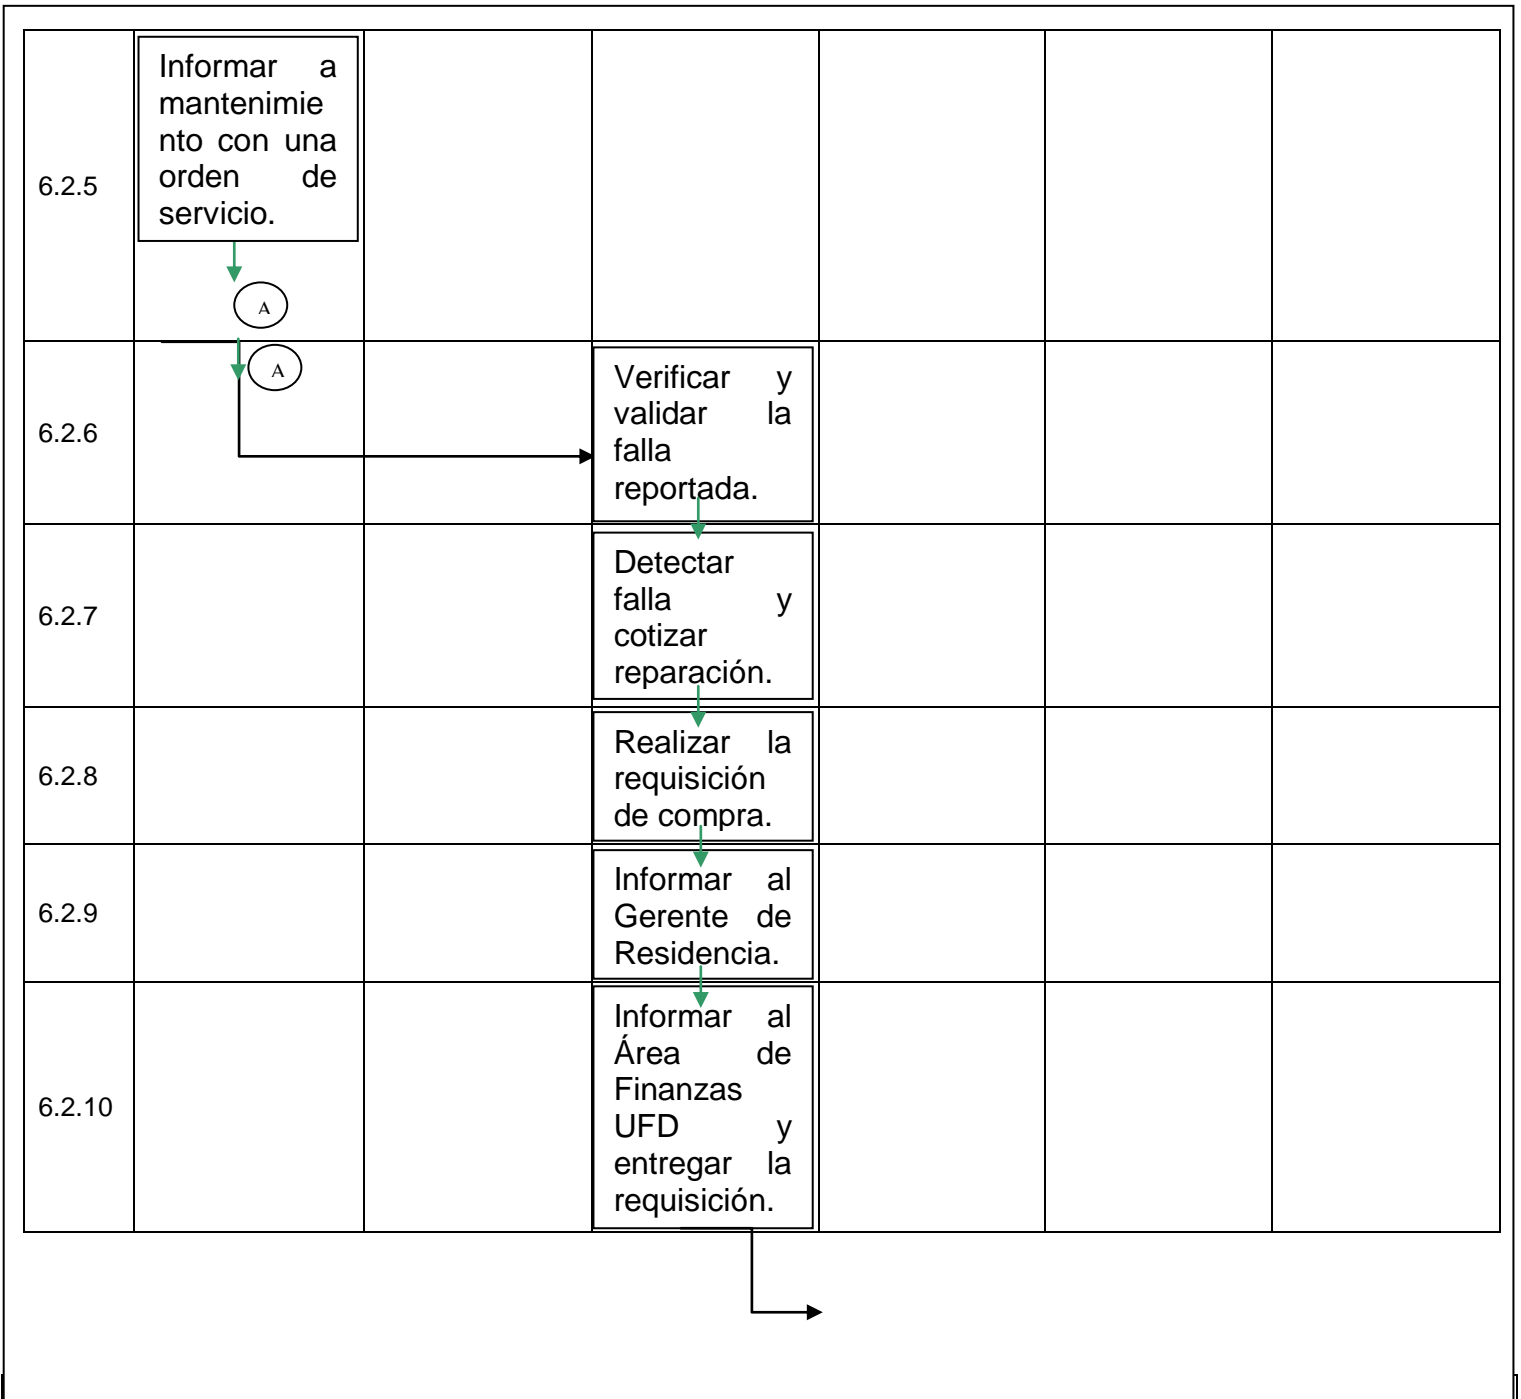 6.2.5
Informar a
mantenimie
nto con una
orden de
servicio.
A
A
6.2.6
Verificar y
validar la
falla
reportada.
6.2.7
Detectar
falla y
cotizar
reparación.
6.2.8
Realizar la
requisición
de compra.
6.2.9
Informar al
Gerente de
Residencia.
6.2.10
Informar al
Área de
Finanzas
UFD y
entregar la
requisición.